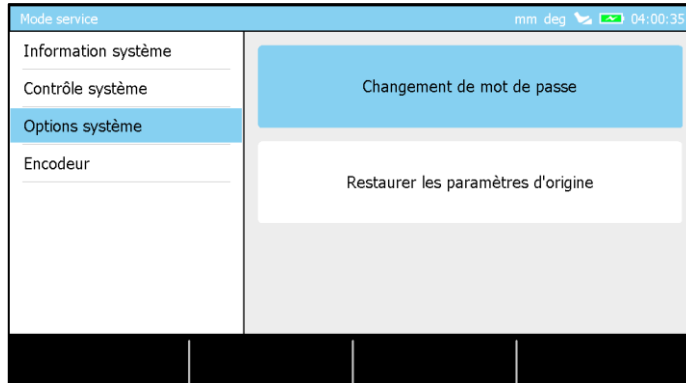 Mode service
mm deg 04:00:35
Information système
Contrôle système
Options système
Encodeur
Changement de mot de passe
Restaurer les paramètres d'origine